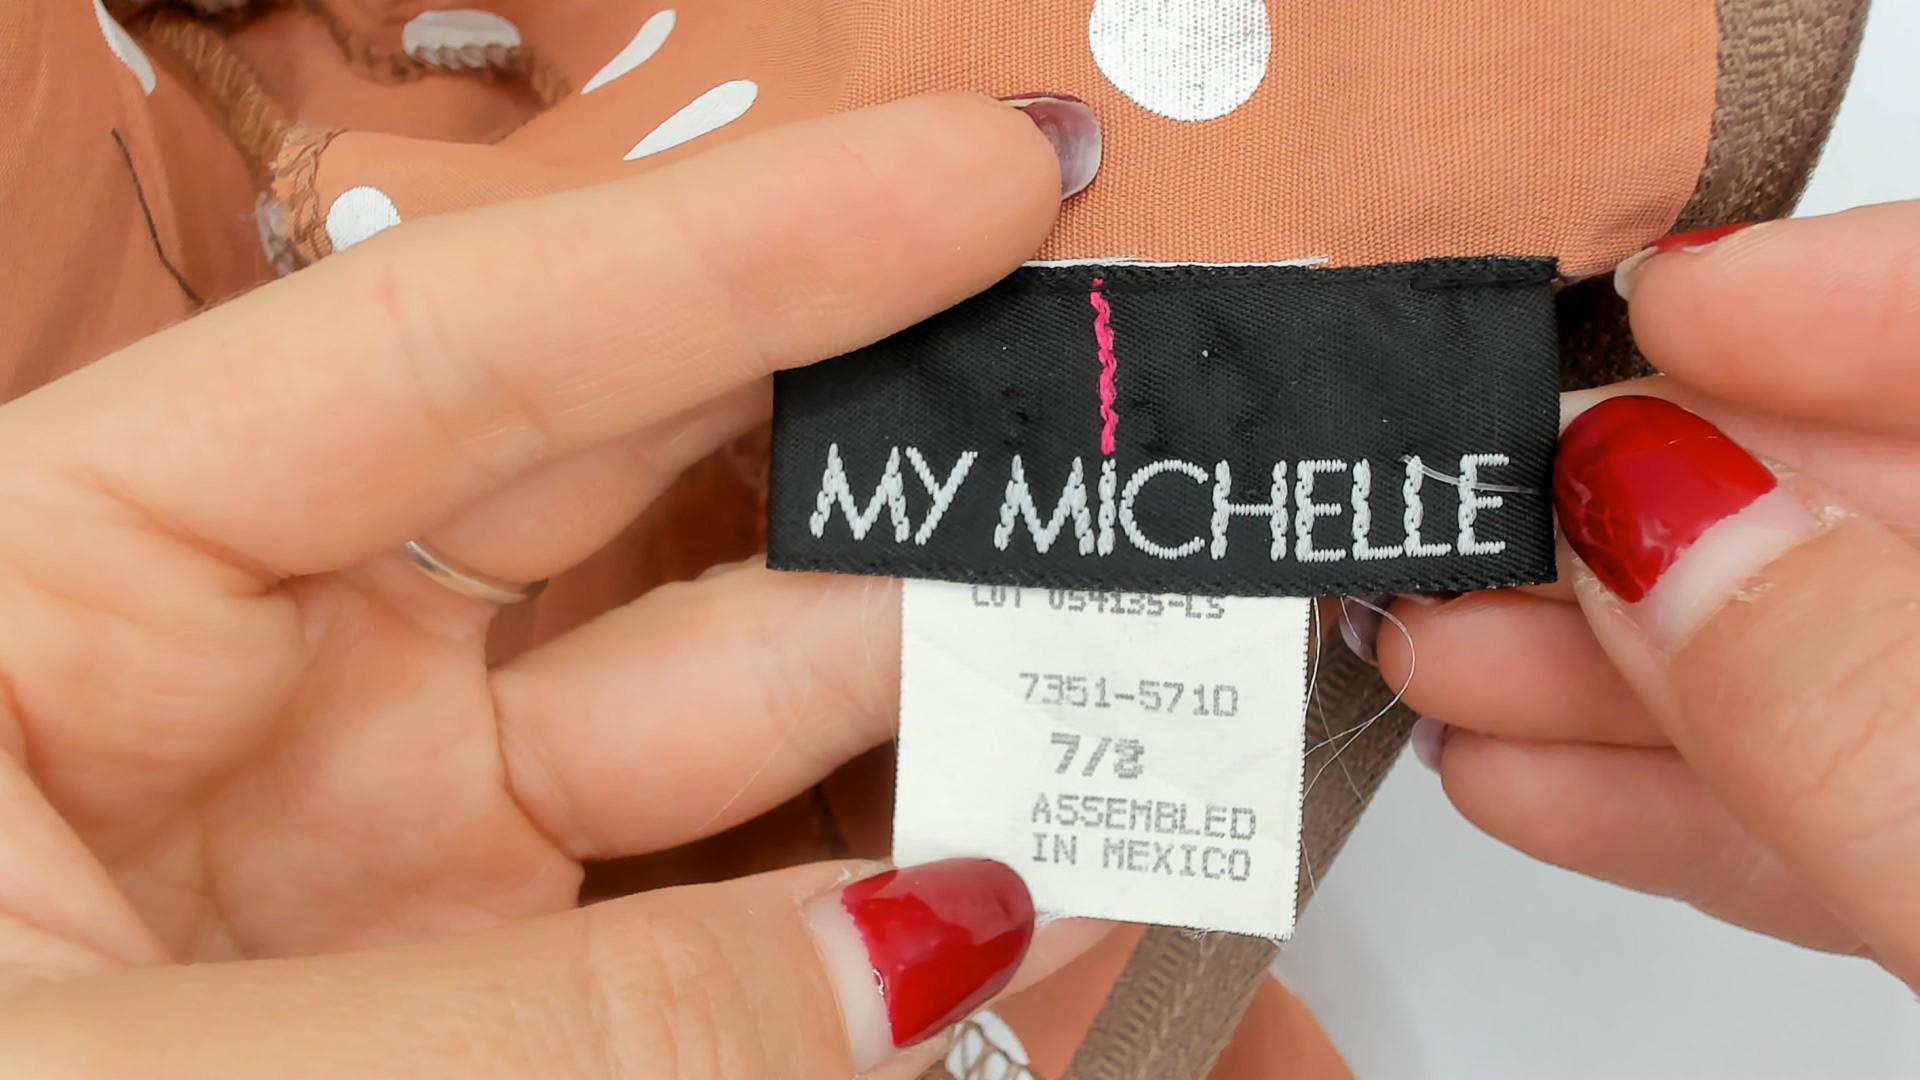 MY MICHELLE
LOT 054135-LS
7351-571D
7/8
ASSEMBLED
IN MEXICO